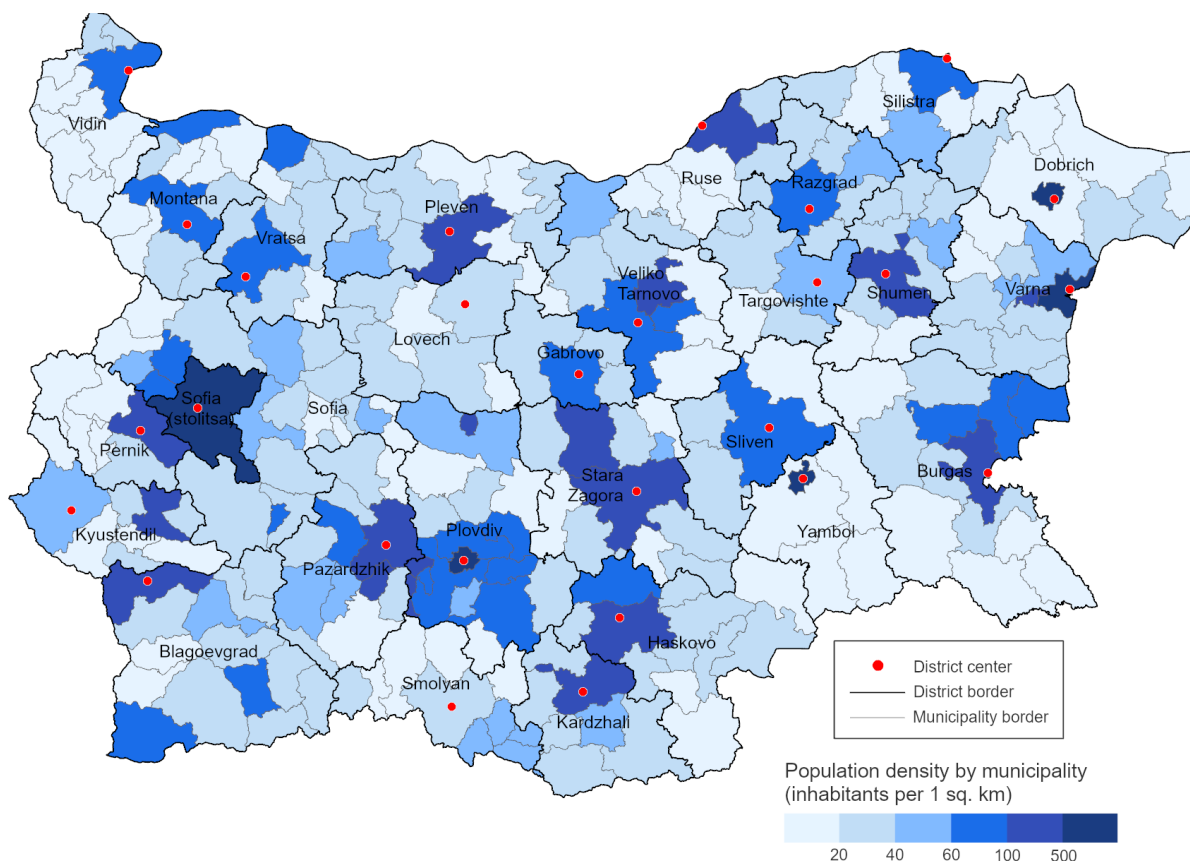 Silistra
Vidin
Dobrich
Ruse
Razgrad
Montana
Pleven
Vratsa
Veliko
Tarnovo
Targovishte
Shumen
Varna
Lovech
Gabrovo
Sofia
(stolitsa)
Sofia
Pernik
Sliven
Burgas
Stara
Zagora
Kyustendil
Plovdiv
Yambol
Pazardzhik
Haskovo
Blagoevgrad
Smolyan
Kardzhali
District center
District border
Municipality border
Population density by municipality
(inhabitants per 1 sq. km)
20 40 60 100 500